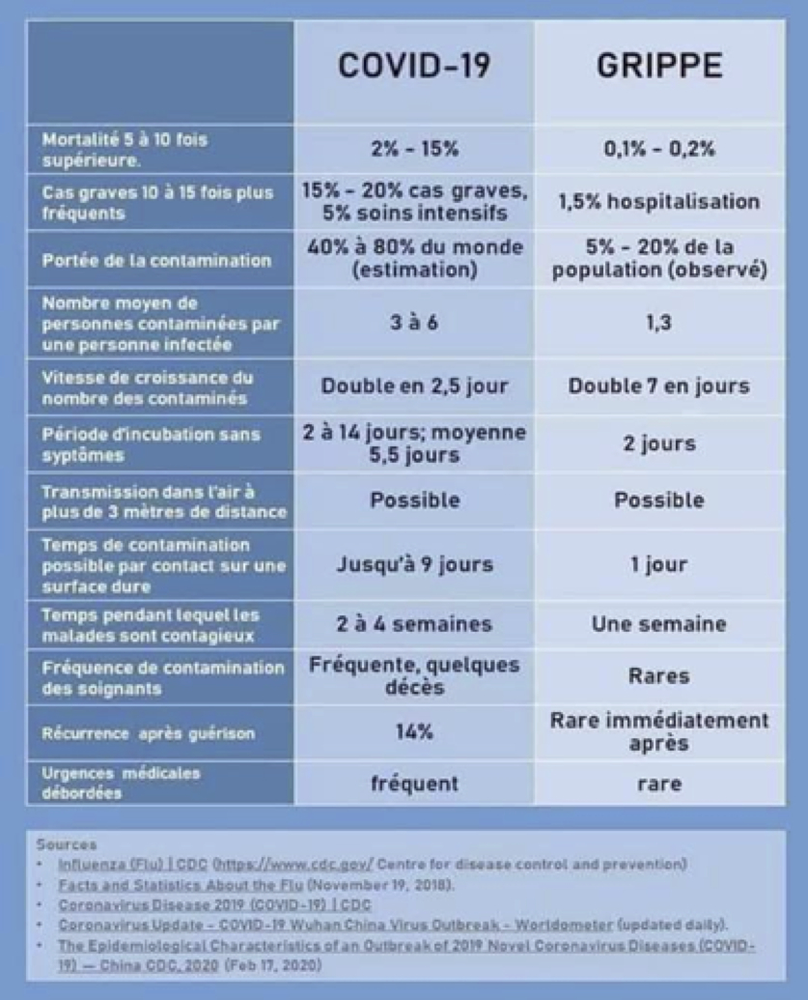 COVID-19 GRIPPE
Mortalité 5 à 10 fois
supérieure.
2% - 15%
0,1% - 0,2%
Cas graves 10 à 15 fois plus
fréquents
15% - 20% cas graves,
5% soins intensifs
1,5% hospitalisation
Portée de la contamination
40% à 80% du monde
(estimation)
5% - 20% de la
population (observé)
Nombre moyen de
personnes contaminées par
une personne infectée
3 à 6
1,3
Vitesse de croissance du
nombre des contaminés
Double en 2,5 jour
Double 7 en jours
Période d'incubation sans
syptômes
2 à 14 jours; moyenne
5,5 jours
2 jours
Transmission dans l'air à
plus de 3 mètres de distance
Possible
Possible
Temps de contamination
possible par contact sur une
surface dure
Jusqu'à 9 jours
1 jour
Temps pendant lequel les
malades sont contagieux
2 à 4 semaines
Une semaine
Fréquence de contamination
des soignants
Fréquente, quelques
décès
Rares
Récurrence après guérison
14%
Rare immédiatement
après
Urgences médicales
débordées
fréquent
rare
Sources
• Influenza (Flu) | CDC (https://www.cdc.gov/ Centre for disease control and prevention)
• Facts and Statistics About the Flu (November 19, 2018).
• Coronavirus Disease 2019 (COVID-19) | CDC
• Coronavirus Update - COVID-19 Wuhan China Virus Outbreak - Worldometer (updated daily).
• The Epidemiological Characteristics of an Outbreak of 2019 Novel Coronavirus Diseases (COVID-
19) — China CDC, 2020 (Feb 17, 2020)